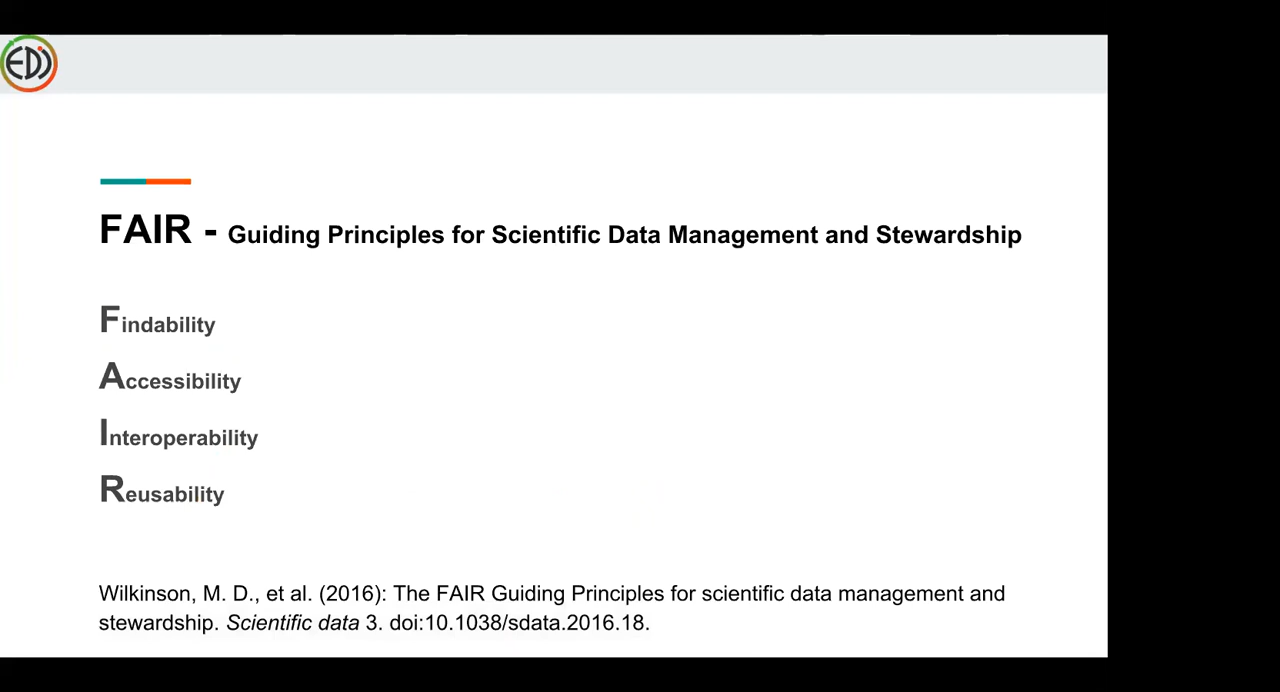 EDI
FAIR - Guiding Principles for Scientific Data Management and Stewardship
Findability
Accessibility
Interoperability
Reusability
Wilkinson, M. D., et al. (2016): The FAIR Guiding Principles for scientific data management and
stewardship. Scientific data 3. doi:10.1038/sdata.2016.18.